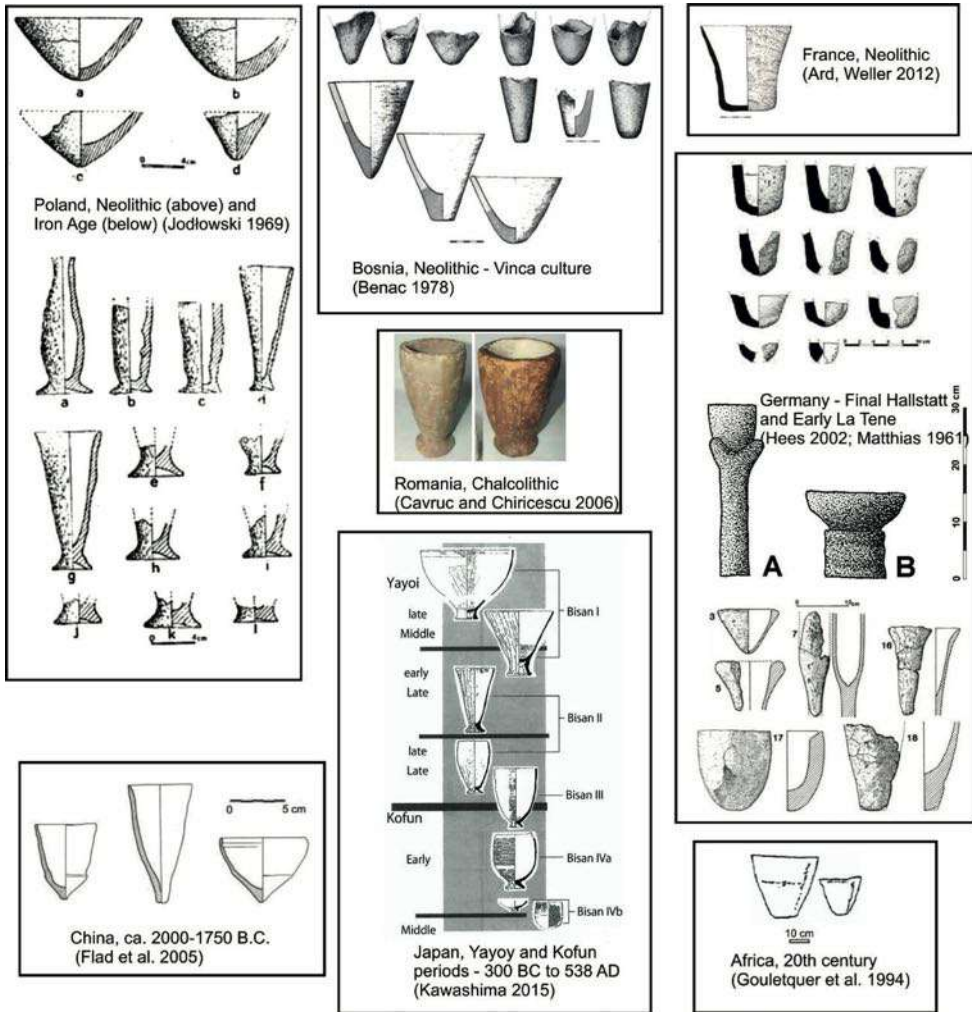 a
b
c
d
0 4cm
Poland, Neolithic (above) and
Iron Age (below) (Jodłowski 1969)
a
b
c
d
e
f
g
h
i
j
k
l
0 4cm
Bosnia, Neolithic - Vinca culture
(Benac 1978)
France, Neolithic
(Ard, Weller 2012)
Romania, Chalcolithic
(Cavruc and Chiricescu 2006)
Germany - Final Hallstatt
and Early La Tene
(Hees 2002; Matthias 1961)
30 cm
20
10
0
A
B
3
7
16
5
17
18
Yayoi
late
Middle
early
Late
late
Late
Kofun
Early
Middle
Bisan I
Bisan II
Bisan III
Bisan IVa
Bisan IVb
Japan, Yayoy and Kofun
periods - 300 BC to 538 AD
(Kawashima 2015)
0 5 cm
China, ca. 2000-1750 B.C.
(Flad et al. 2005)
10 cm
Africa, 20th century
(Gouletquer et al. 1994)